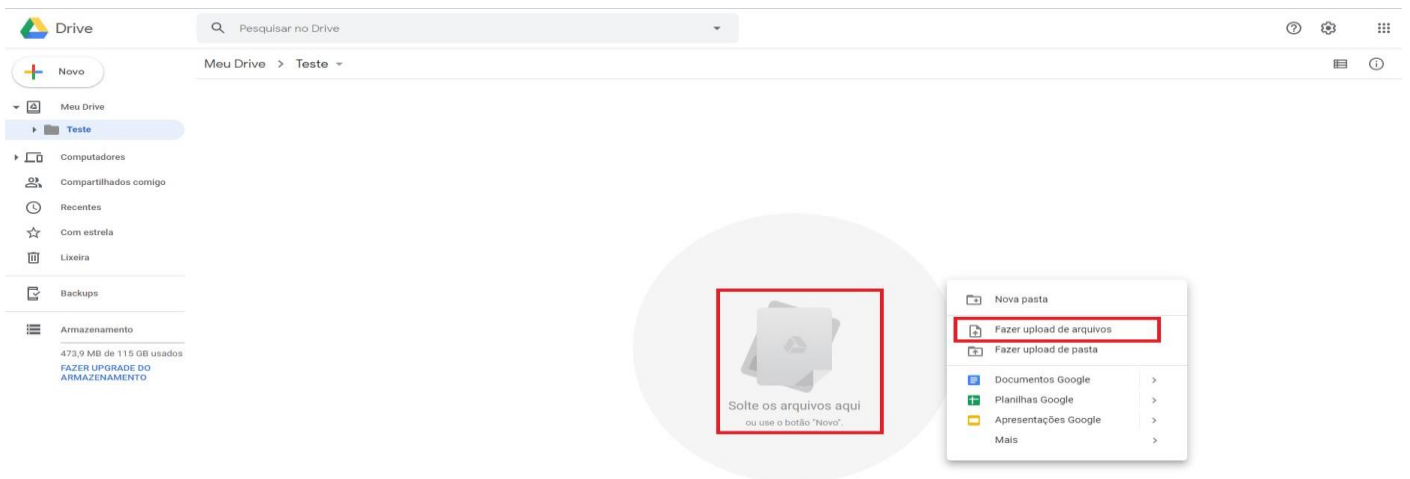 Drive
Pesquisar no Drive
Novo
Meu Drive > Teste
Meu Drive
Teste
Computadores
Compartilhados comigo
Recentes
Com estrela
Lixeira
Backups
Armazenamento
473,9 MB de 115 GB usados
FAZER UPGRADE DO
ARMAZENAMENTO
Solte os arquivos aqui
ou use o botão "Novo".
Nova pasta
Fazer upload de arquivos
Fazer upload de pasta
Documentos Google
Planilhas Google
Apresentações Google
Mais